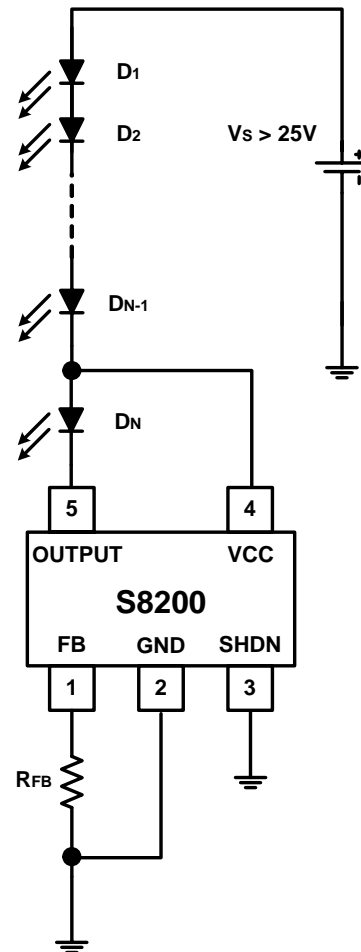 D1
D2
VS > 25V
+
DN-1
DN
5 4
OUTPUT VCC
S8200
FB GND SHDN
1 2 3
RFB